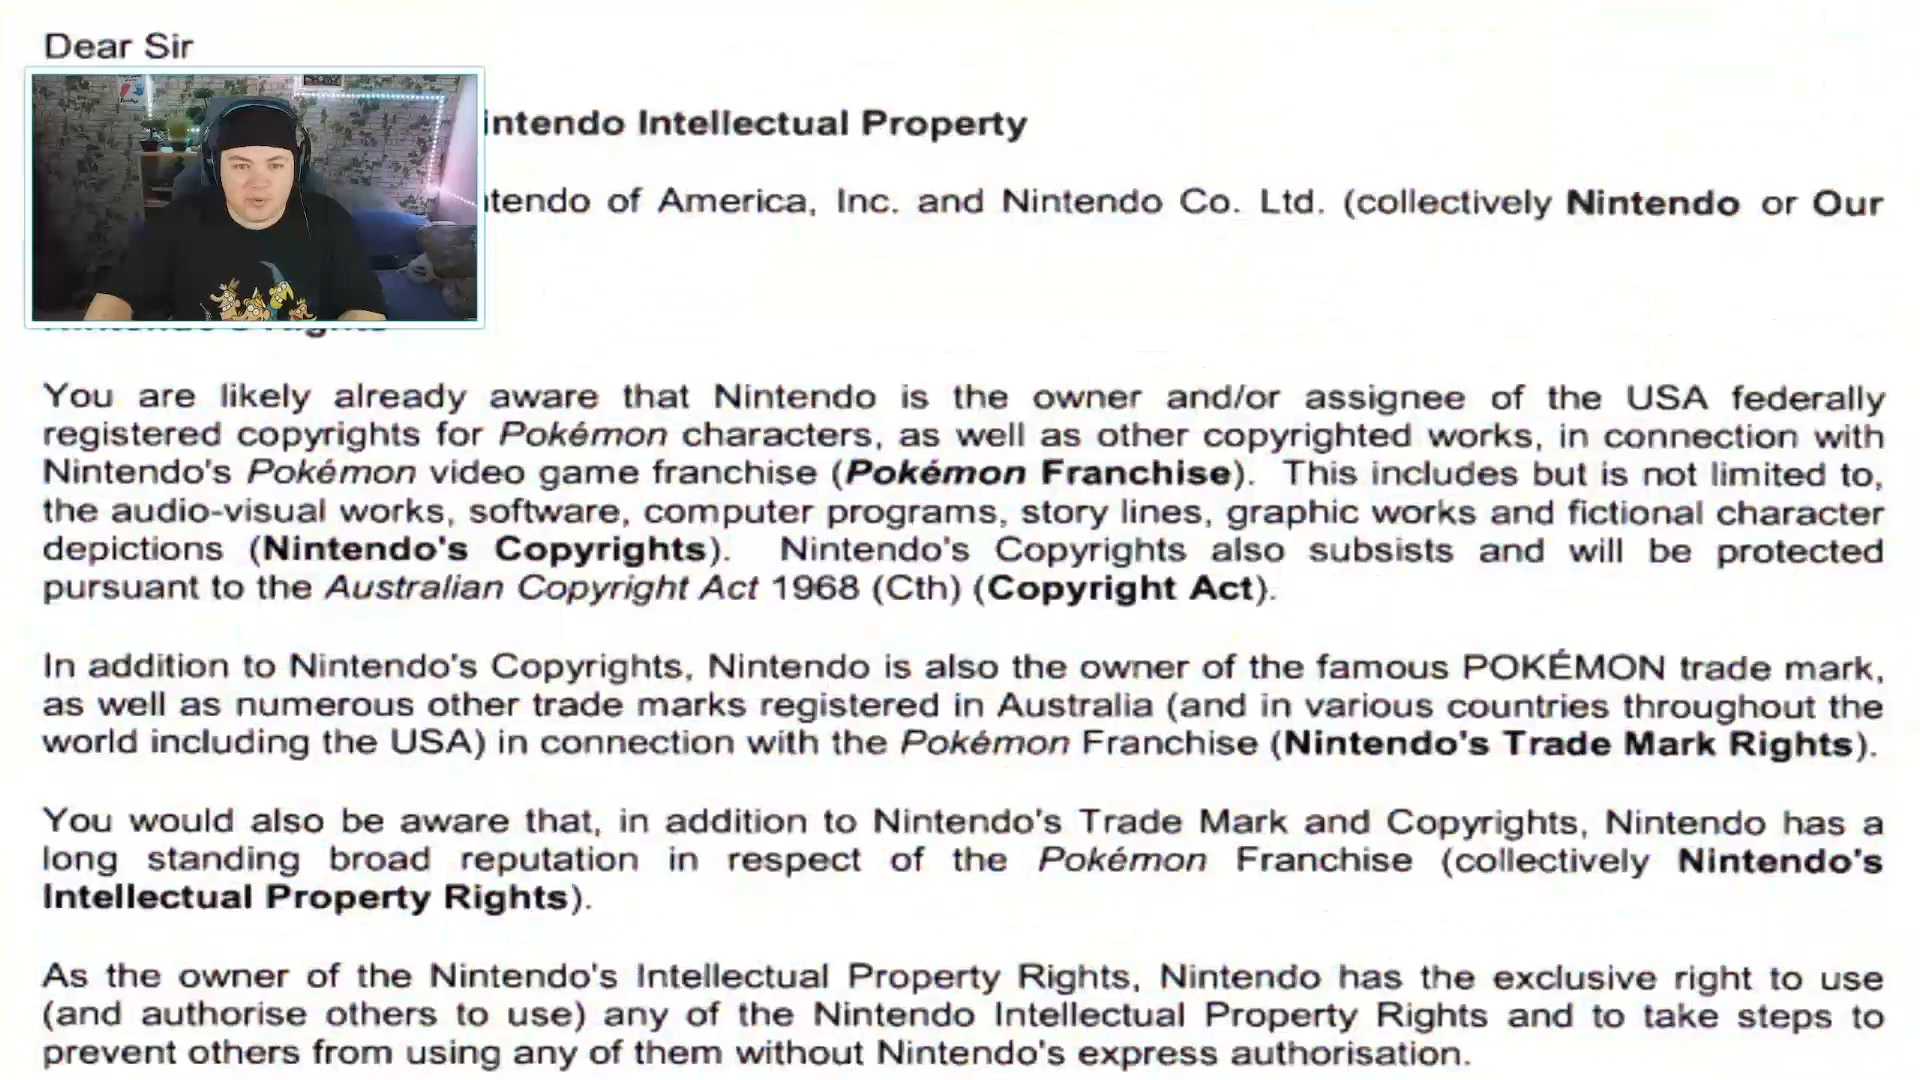 Dear Sir
intendo Intellectual Property
ntendo of America, Inc. and Nintendo Co. Ltd. (collectively Nintendo or Our
You are likely already aware that Nintendo is the owner and/or assignee of the USA federally
registered copyrights for Pokémon characters, as well as other copyrighted works, in connection with
Nintendo's Pokémon video game franchise (Pokémon Franchise). This includes but is not limited to,
the audio-visual works, software, computer programs, story lines, graphic works and fictional character
depictions (Nintendo's Copyrights). Nintendo's Copyrights also subsists and will be protected
pursuant to the Australian Copyright Act 1968 (Cth) (Copyright Act).
In addition to Nintendo's Copyrights, Nintendo is also the owner of the famous POKÉMON trade mark,
as well as numerous other trade marks registered in Australia (and in various countries throughout the
world including the USA) in connection with the Pokémon Franchise (Nintendo's Trade Mark Rights).
You would also be aware that, in addition to Nintendo's Trade Mark and Copyrights, Nintendo has a
long standing broad reputation in respect of the Pokémon Franchise (collectively Nintendo's
Intellectual Property Rights).
As the owner of the Nintendo's Intellectual Property Rights, Nintendo has the exclusive right to use
(and authorise others to use) any of the Nintendo Intellectual Property Rights and to take steps to
prevent others from using any of them without Nintendo's express authorisation.